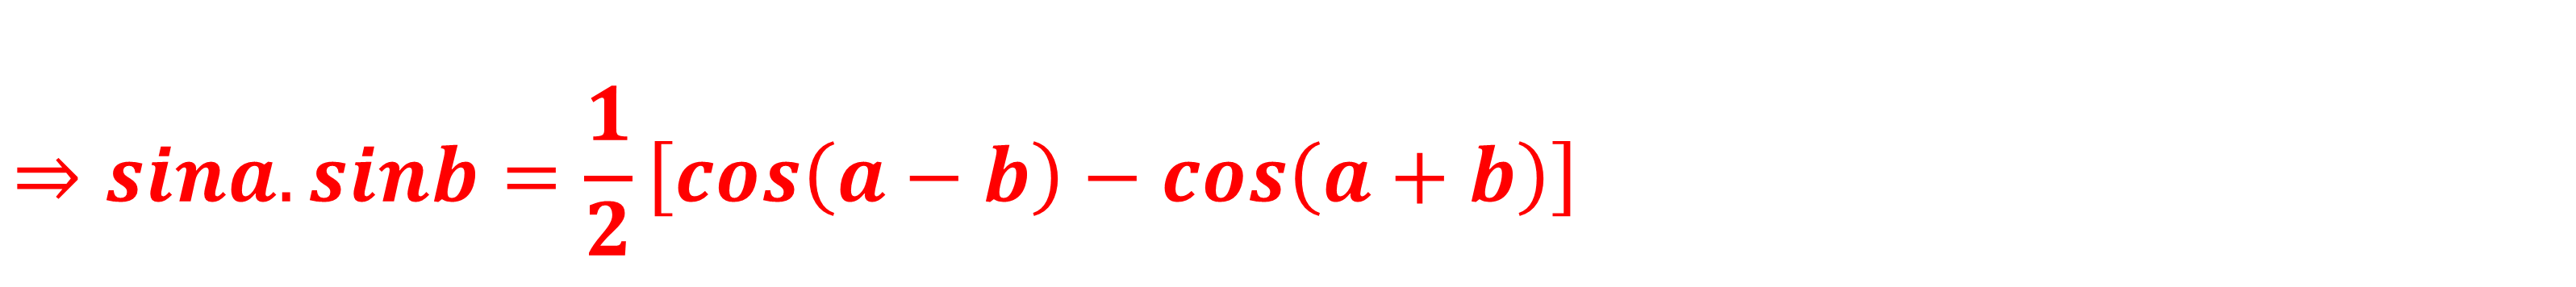 ⇒ sina. sinb = 1/2 [cos(a − b) − cos(a + b)]